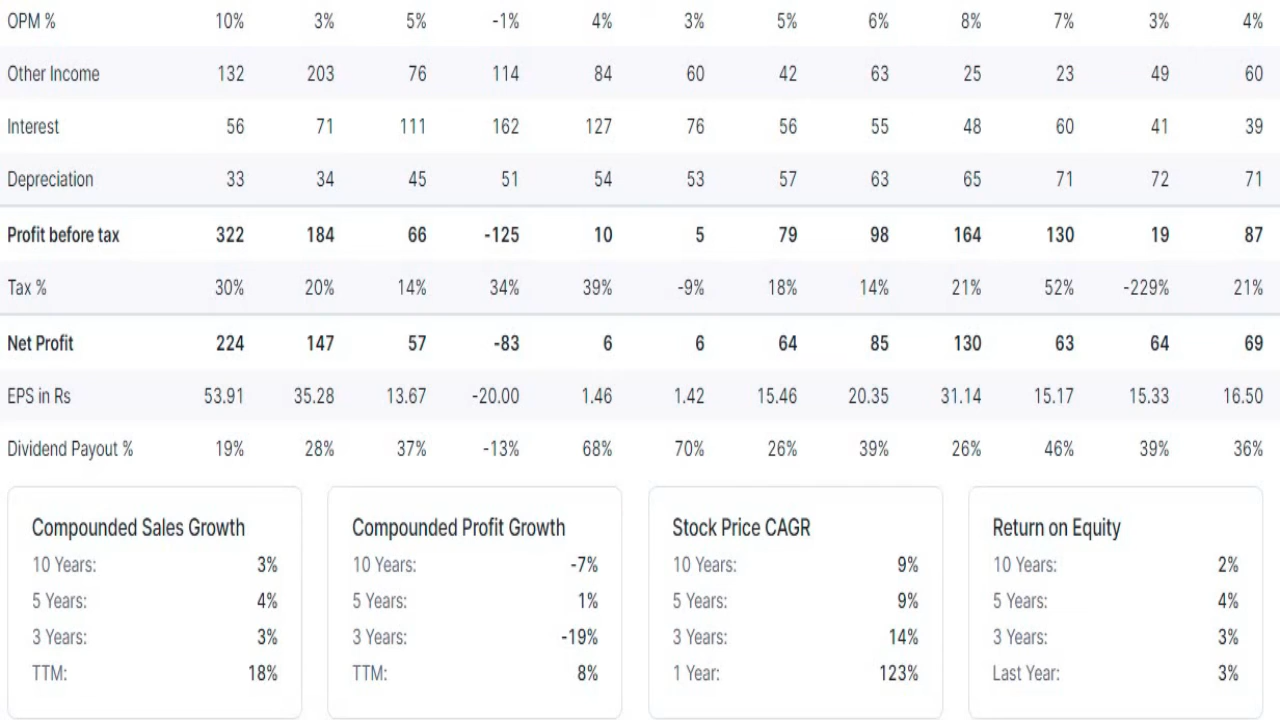 OPM % 10% 3% 5% -1% 4% 3% 5% 6% 8% 7% 3% 4%
Other Income 132 203 76 114 84 60 42 63 25 23 49 60
Interest 56 71 111 162 127 76 56 55 48 60 41 39
Depreciation 33 34 45 51 54 53 57 63 65 71 72 71
Profit before tax 322 184 66 -125 10 5 79 98 164 130 19 87
Tax % 30% 20% 14% 34% 39% -9% 18% 14% 21% 52% -229% 21%
Net Profit 224 147 57 -83 6 6 64 85 130 63 64 69
EPS in Rs 53.91 35.28 13.67 -20.00 1.46 1.42 15.46 20.35 31.14 15.17 15.33 16.50
Dividend Payout % 19% 28% 37% -13% 68% 70% 26% 39% 26% 46% 39% 36%
Compounded Sales Growth
10 Years: 3%
5 Years: 4%
3 Years: 3%
TTM: 18%
Compounded Profit Growth
10 Years: -7%
5 Years: 1%
3 Years: -19%
TTM: 8%
Stock Price CAGR
10 Years: 9%
5 Years: 9%
3 Years: 14%
1 Year: 123%
Return on Equity
10 Years: 2%
5 Years: 4%
3 Years: 3%
Last Year: 3%